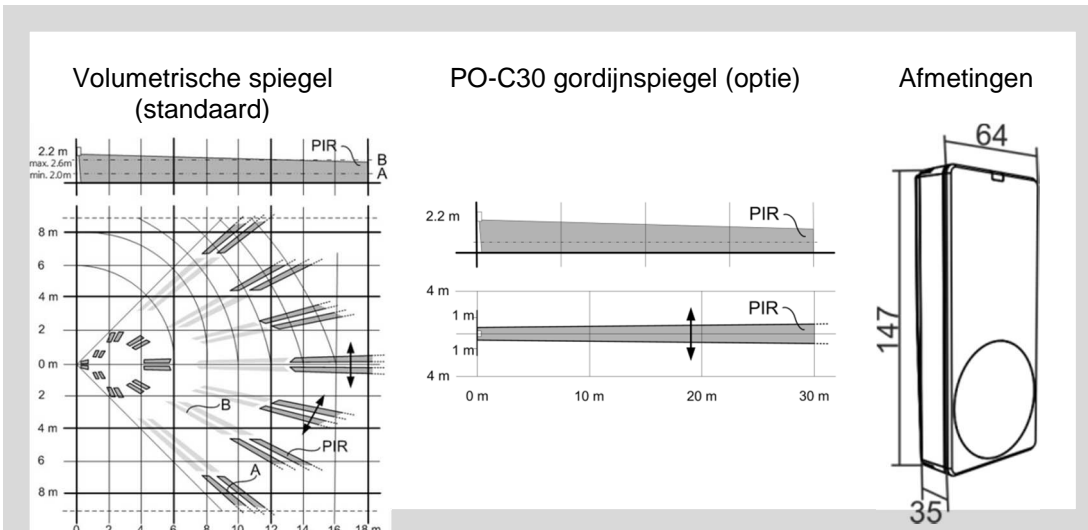 Volumetrische spiegel
(standaard)
2.2 m
max. 2.6m
min. 2.0m
PIR
B
A
8 m
6
4 m
2
0 m
2
4 m
6
8 m
B
PIR
A
0 2 4 6 8 10 12 14 16 18 m
PO-C30 gordijnspiegel (optie)
2.2 m
PIR
4 m
1 m
1 m
4 m
PIR
0 m 10 m 20 m 30 m
Afmetingen
64
147
35